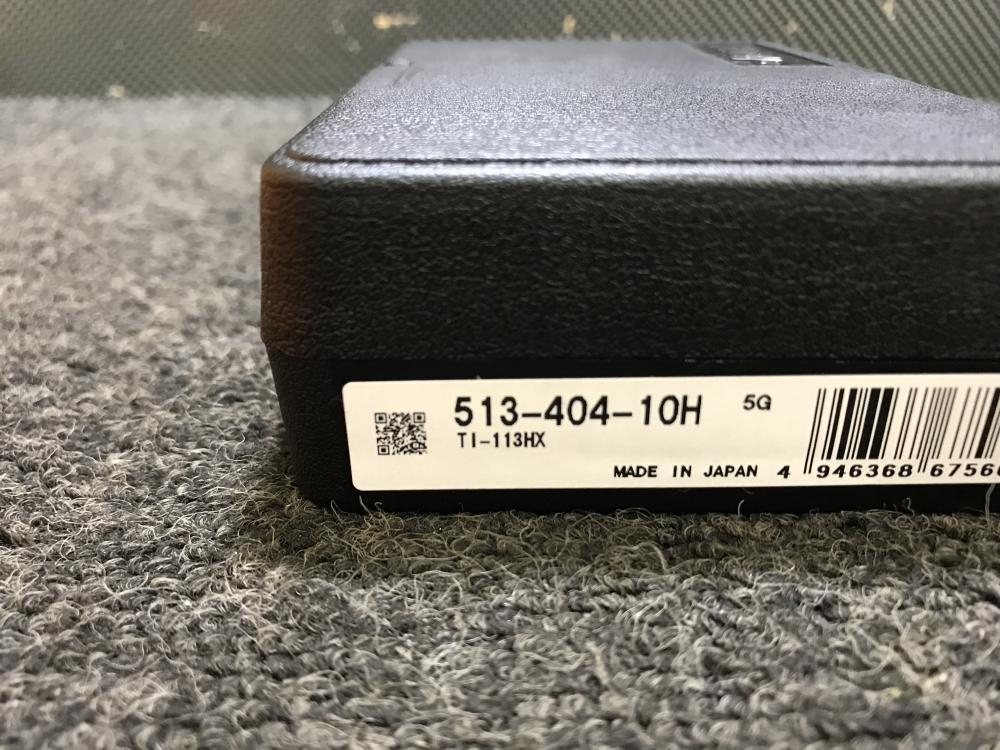 513-404-10H 5G
TI-113HX
MADE IN JAPAN 4 946368 6756